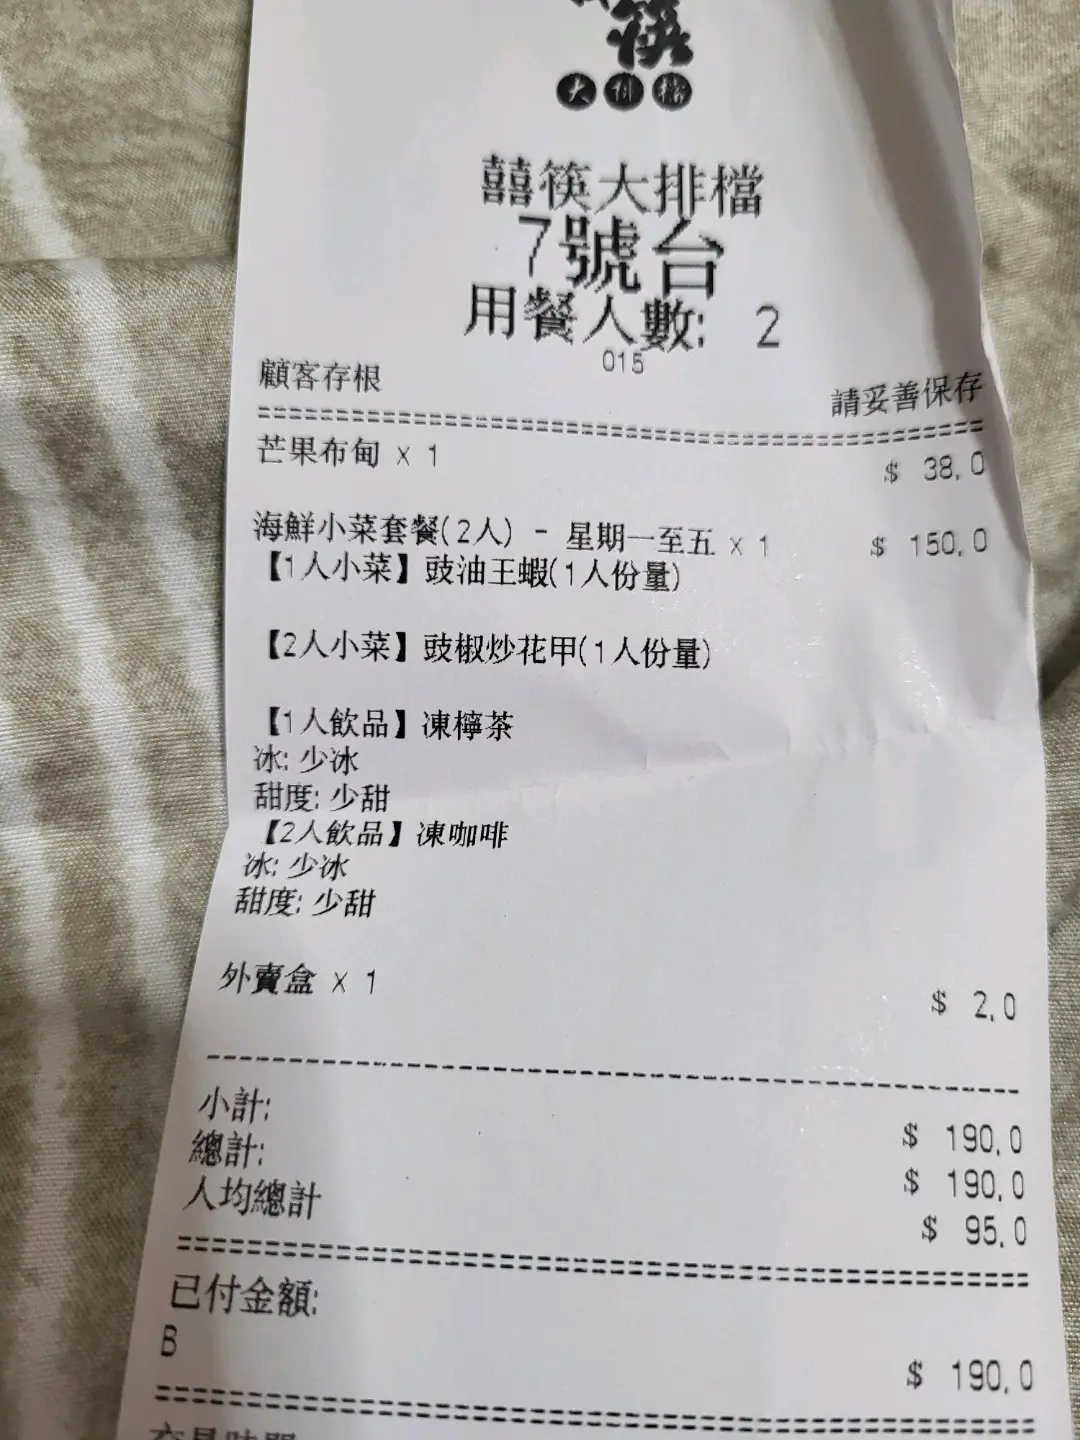 筷
大排檔
囍筷大排檔
7號台
用餐人數: 2
015
顧客存根 請妥善保存
芒果布甸 x 1 $ 38.0
海鮮小菜套餐(2人) - 星期一至五 x 1 $ 150.0
【1人小菜】豉油王蝦(1人份量)
【2人小菜】豉椒炒花甲(1人份量)
【1人飲品】凍檸茶
冰: 少冰
甜度: 少甜
【2人飲品】凍咖啡
冰: 少冰
甜度: 少甜
外賣盒 x 1 $ 2.0
小計: $ 190.0
總計: $ 190.0
人均總計 $ 95.0
已付金額:
B $ 190.0